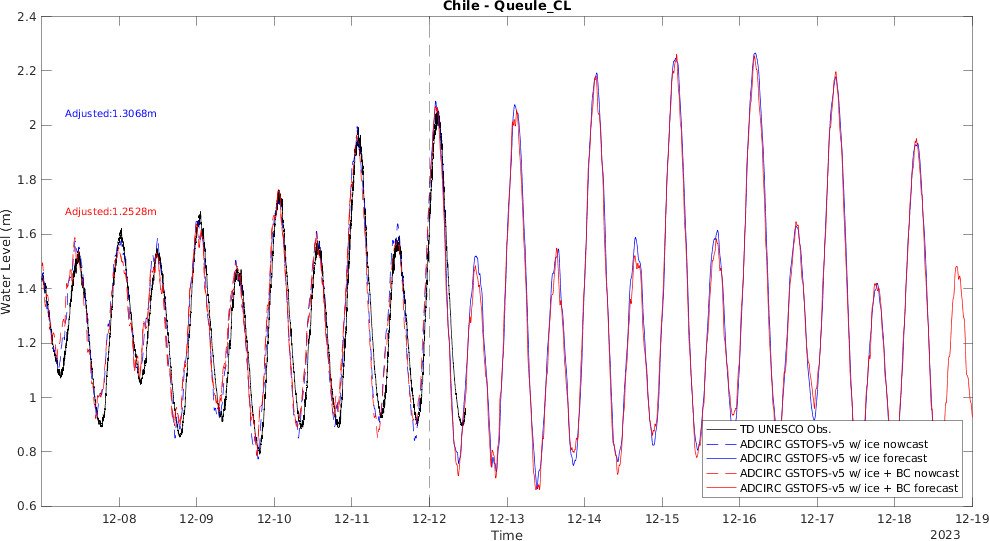 Chile - Queule_CL
2.4
2.2
2
1.8
1.6
1.4
1.2
1
0.8
0.6
Water Level (m)
Adjusted:1.3068m
Adjusted:1.2528m
TD UNESCO Obs.
ADCIRC GSTOFS-v5 w/ ice nowcast
ADCIRC GSTOFS-v5 w/ ice forecast
ADCIRC GSTOFS-v5 w/ ice + BC nowcast
ADCIRC GSTOFS-v5 w/ ice + BC forecast
12-08 12-09 12-10 12-11 12-12 12-13 12-14 12-15 12-16 12-17 12-18 12-19
Time
2023